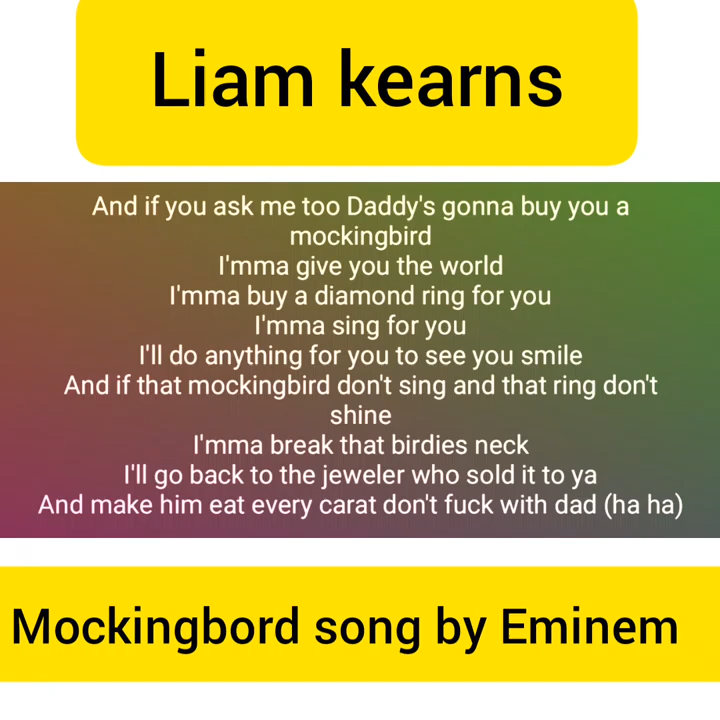 Liam kearns
And if you ask me too Daddy's gonna buy you a
mockingbird
I'mma give you the world
I'mma buy a diamond ring for you
I'mma sing for you
I'll do anything for you to see you smile
And if that mockingbird don't sing and that ring don't
shine
I'mma break that birdies neck
I'll go back to the jeweler who sold it to ya
And make him eat every carat don't fuck with dad (ha ha)
Mockingbord song by Eminem